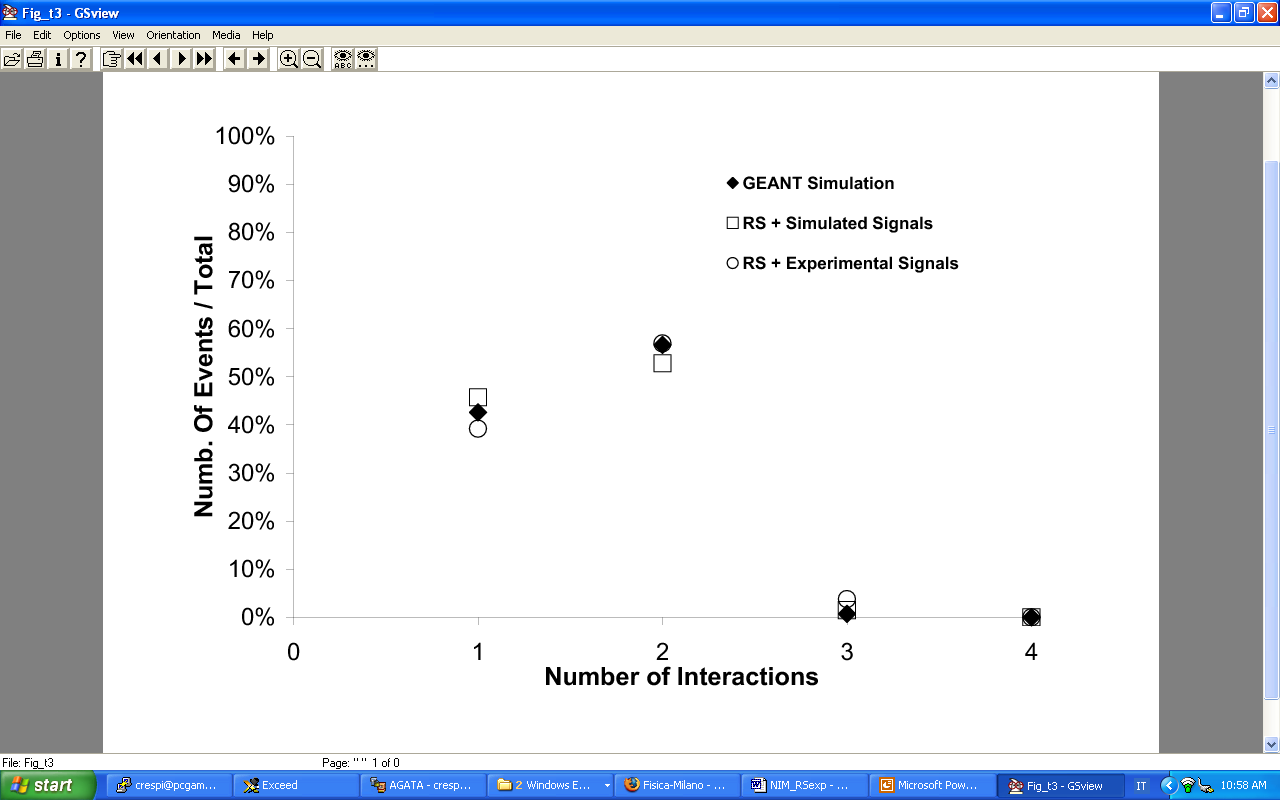 Fig_t3 - GSview
File Edit Options View Orientation Media Help
i ?
ABC
100%
90%
80%
70%
60%
50%
40%
30%
20%
10%
0%
Numb. Of Events / Total
GEANT Simulation
RS + Simulated Signals
RS + Experimental Signals
0 1 2 3 4
Number of Interactions
File: Fig_t3 Page: " " 1 of 0
start crespi@pcgam... Exceed AGATA - cresp... 2 Windows E... Fisica-Milano - ... NIM_RSexp - ... Microsoft Pow... Fig_t3 - GSview IT 10:58 AM